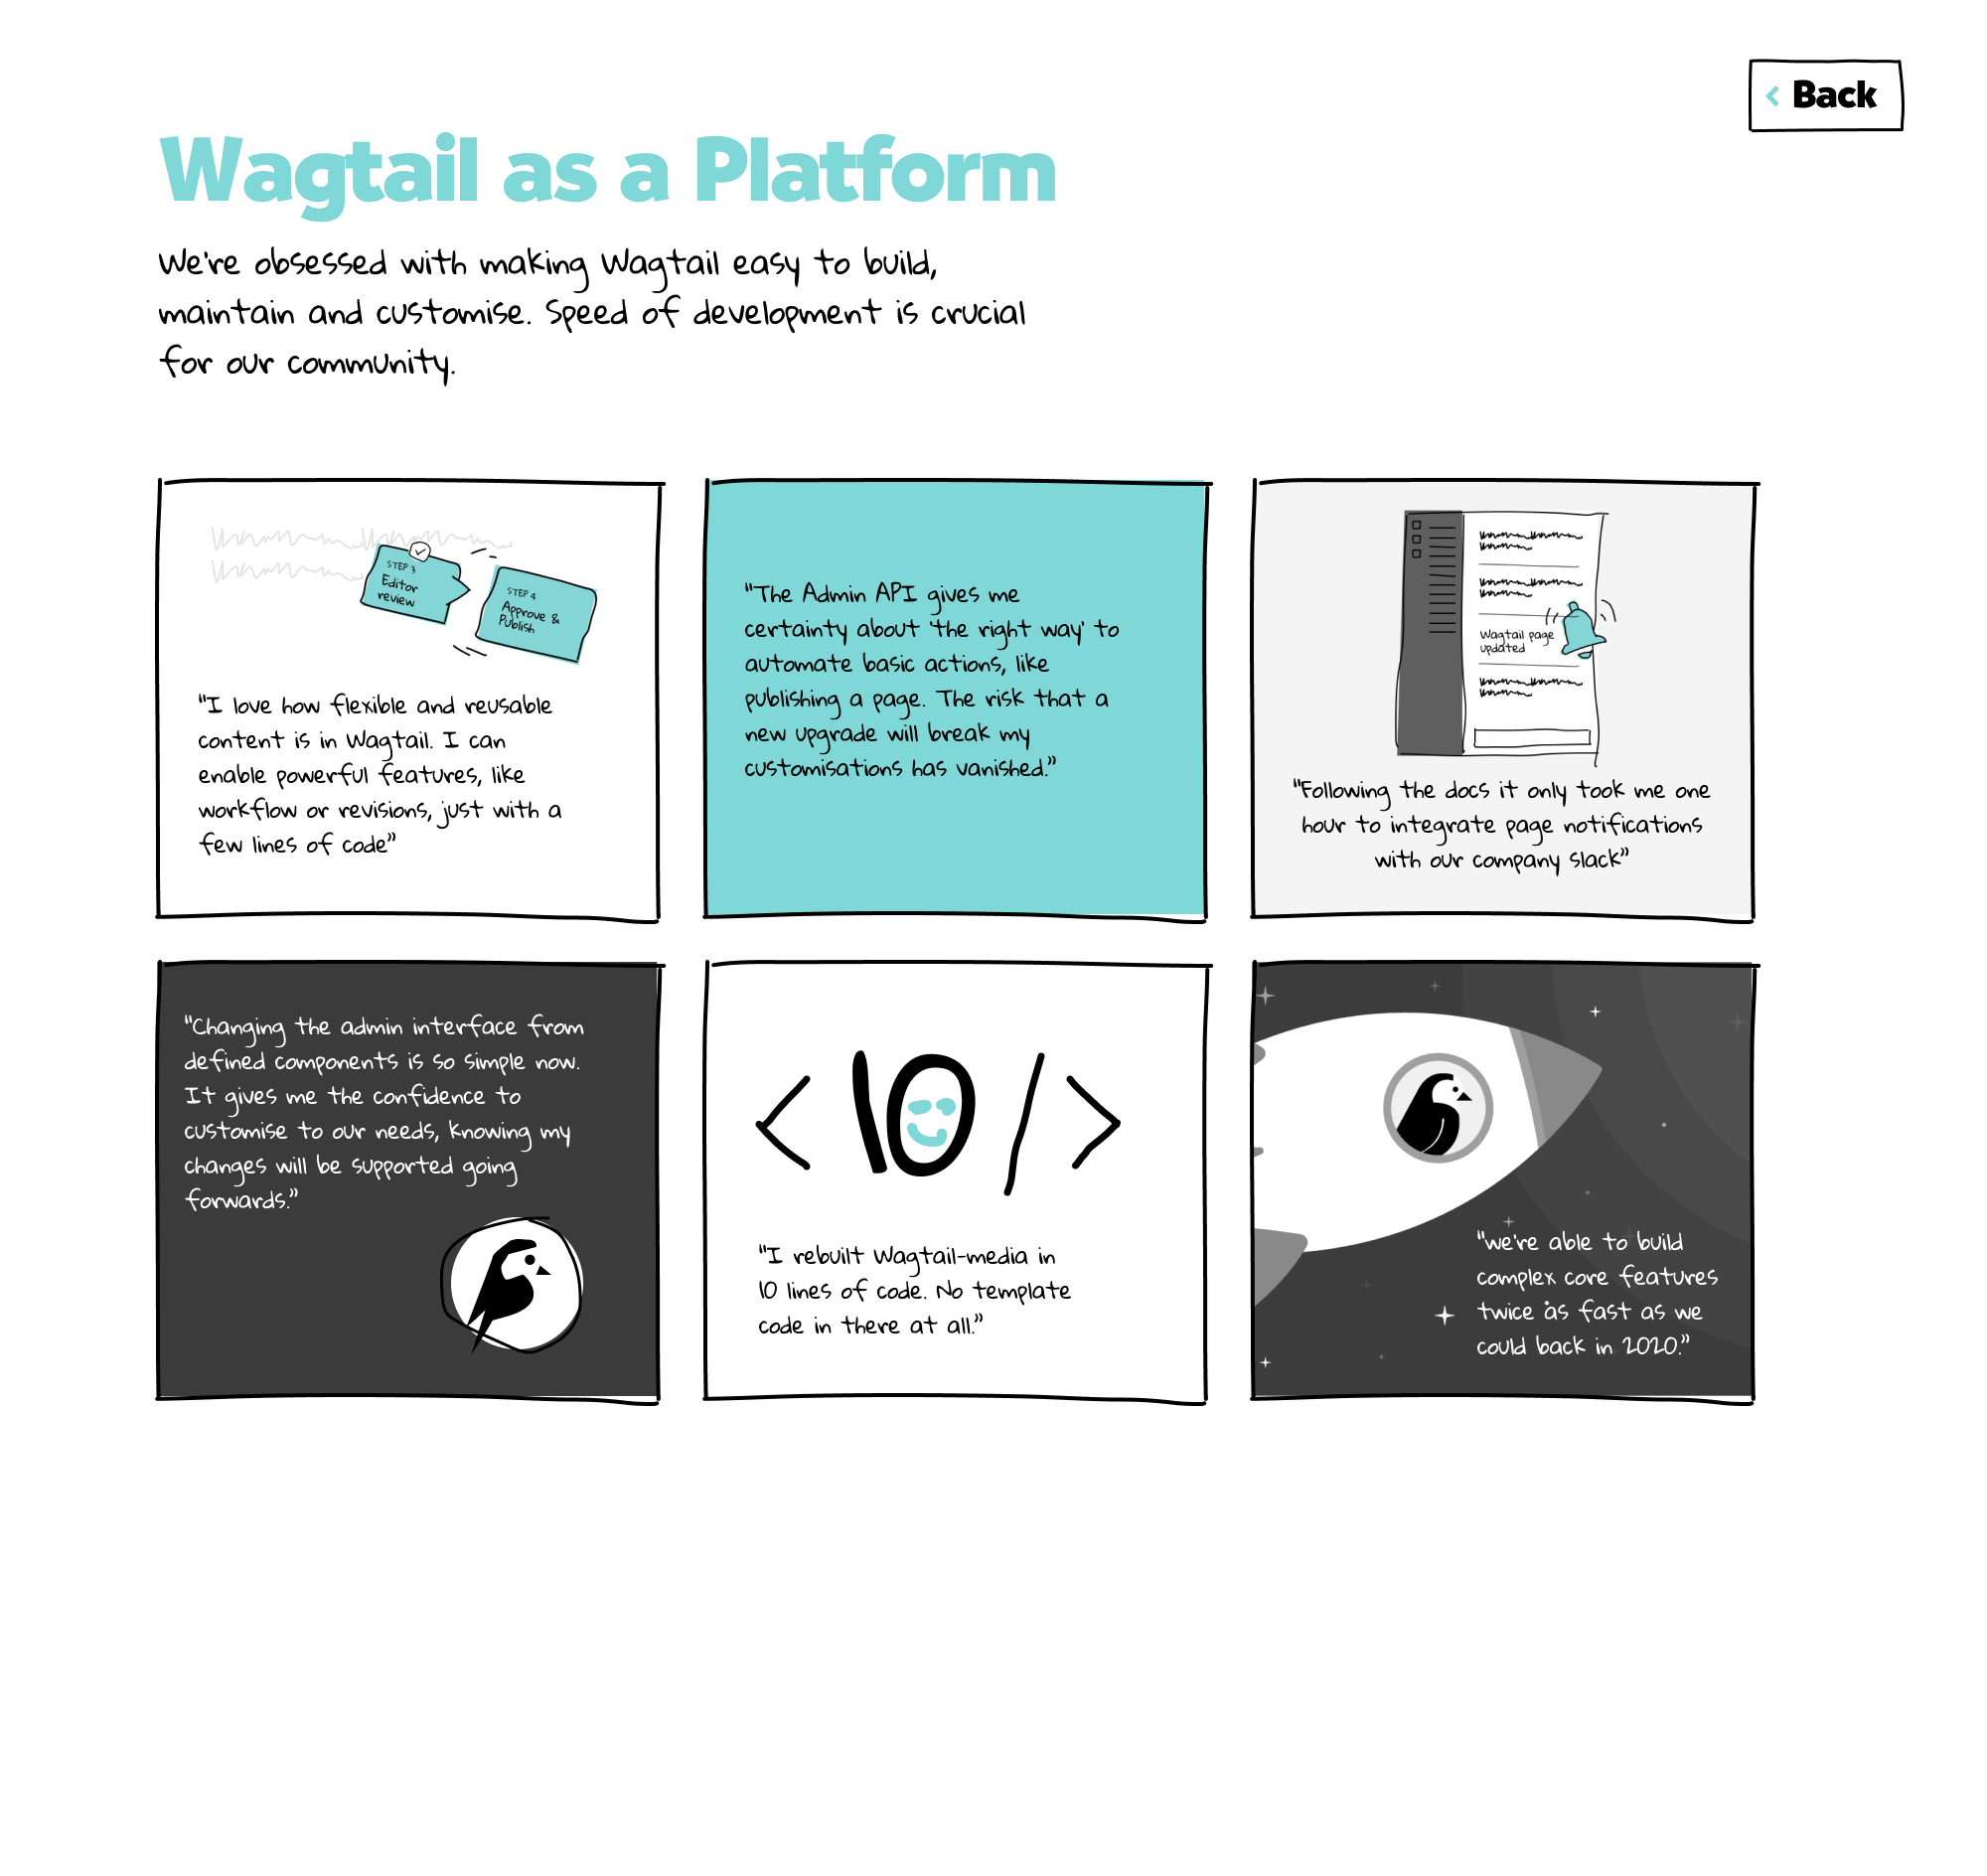 Back
Wagtail as a Platform
We're obsessed with making Wagtail easy to build,
maintain and customise. Speed of development is crucial
for our community.
STEP 3
Editor
review
STEP 4
Approve &
Publish
"I love how flexible and reusable
content is in Wagtail. I can
enable powerful features, like
workflow or revisions, just with a
few lines of code"
"The Admin API gives me
certainty about 'the right way' to
automate basic actions, like
publishing a page. The risk that a
new upgrade will break my
customisations has vanished."
Wagtail page
updated
"Following the docs it only took me one
hour to integrate page notifications
with our company slack"
"Changing the admin interface from
defined components is so simple now.
It gives me the confidence to
customise to our needs, knowing my
changes will be supported going
forwards."
<10/>
"I rebuilt Wagtail-media in
10 lines of code. No template
code in there at all."
"we're able to build
complex core features
twice as fast as we
could back in 2020."